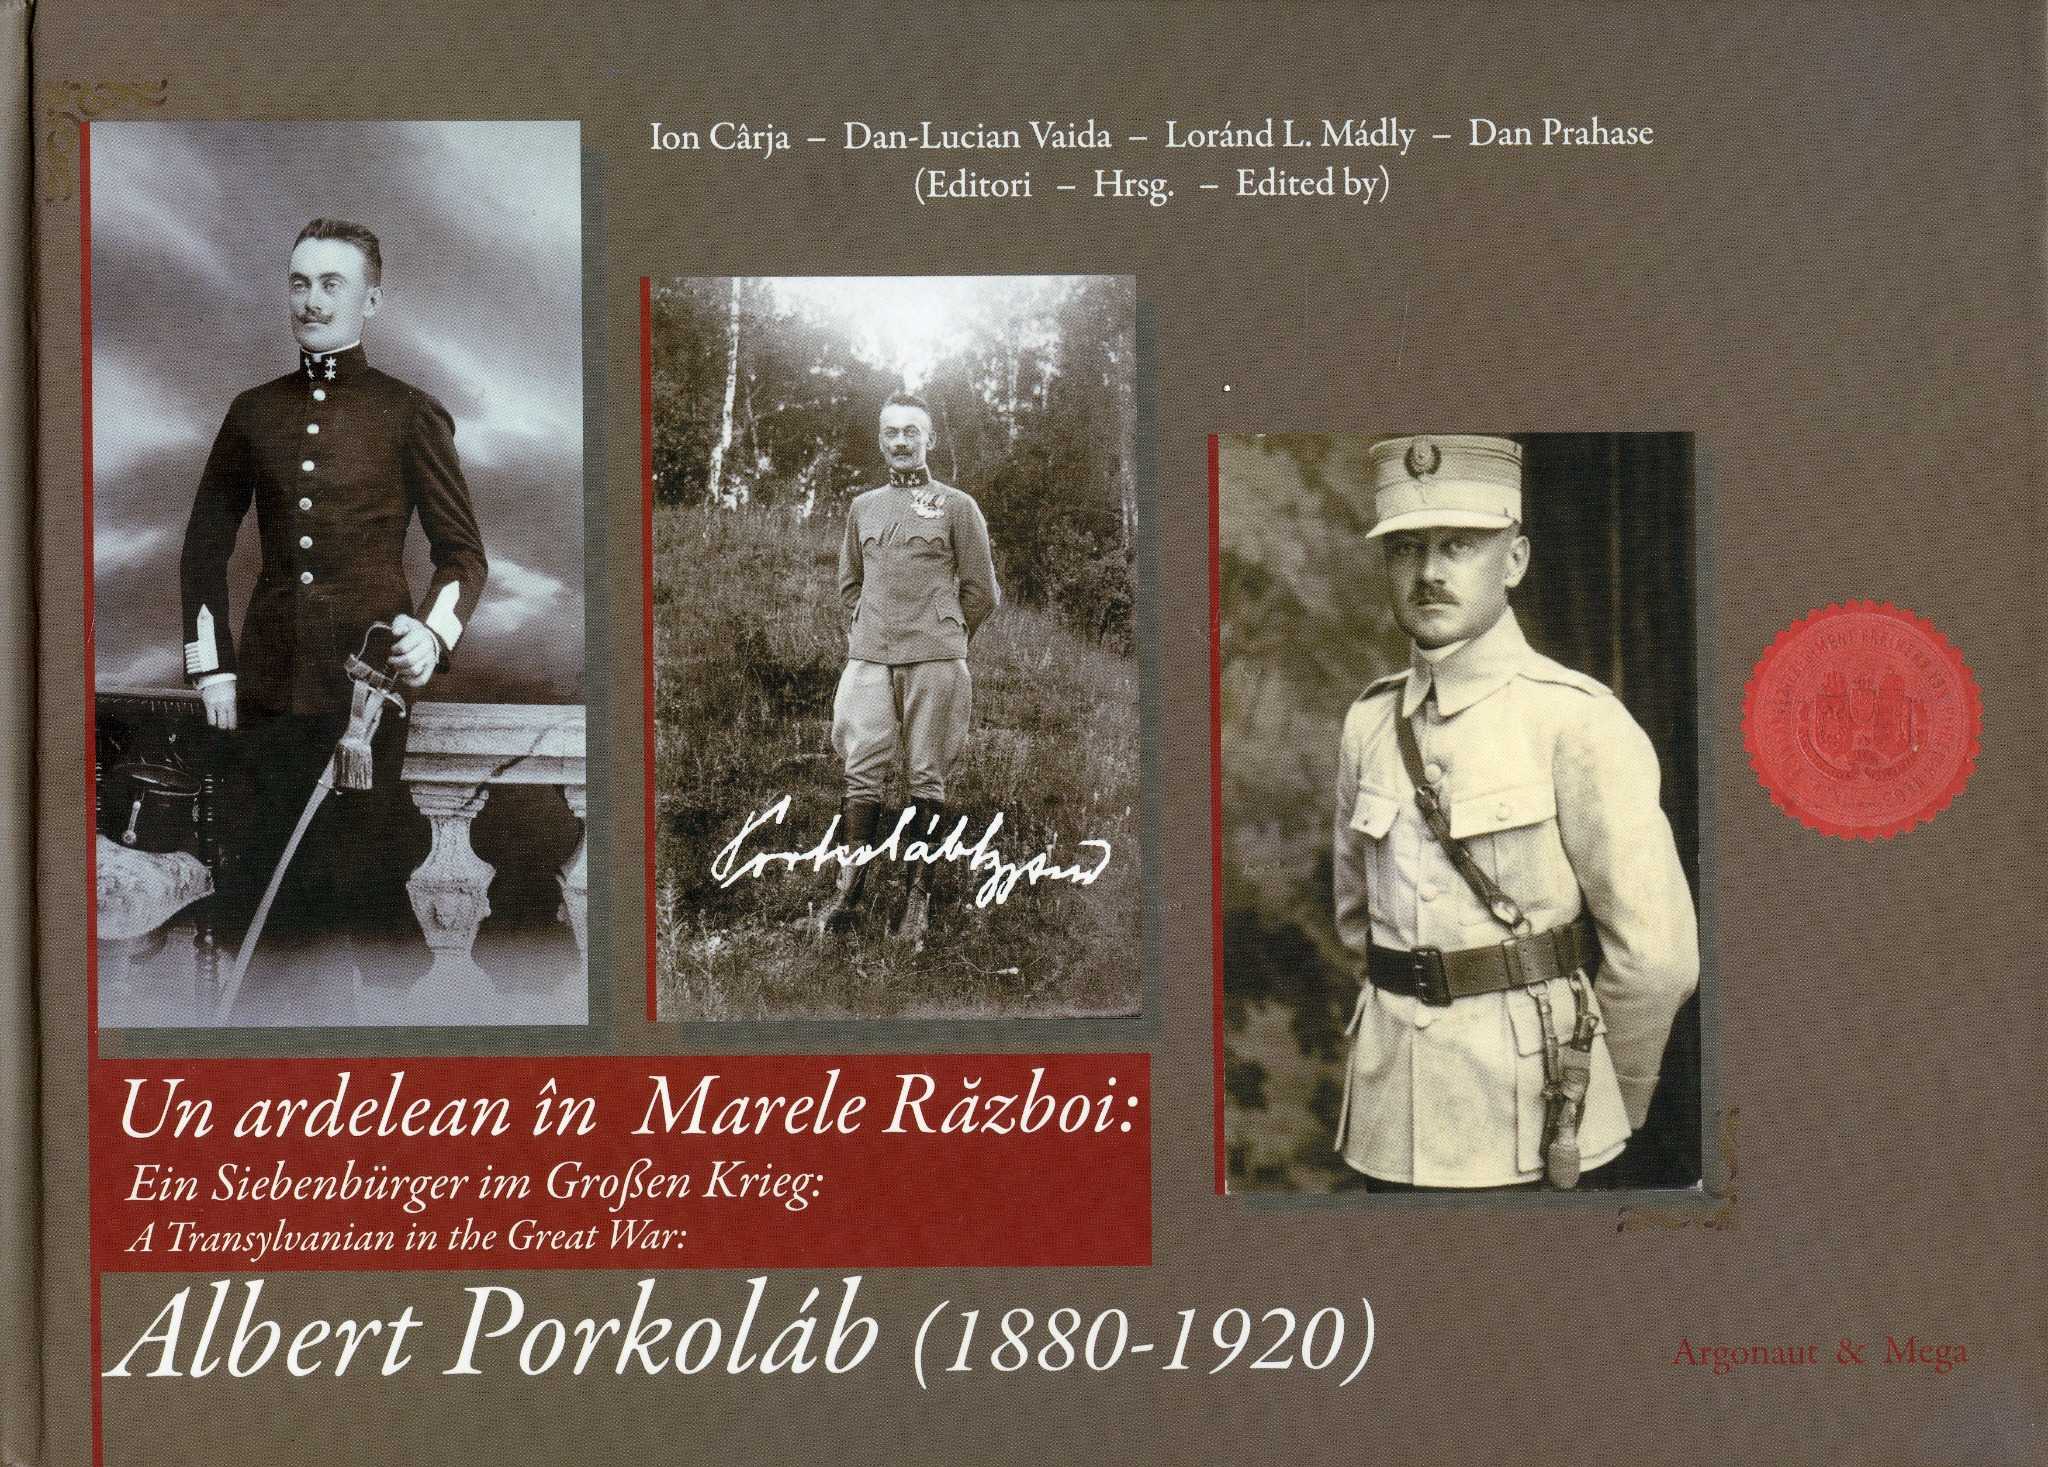 Ion Cârja – Dan-Lucian Vaida – Loránd L. Mádly – Dan Prahase
(Editori – Hrsg. – Edited by)
Un ardelean în Marele Război:
Ein Siebenbürger im Großen Krieg:
A Transylvanian in the Great War:
Albert Porkoláb (1880-1920)
Argonaut & Mega